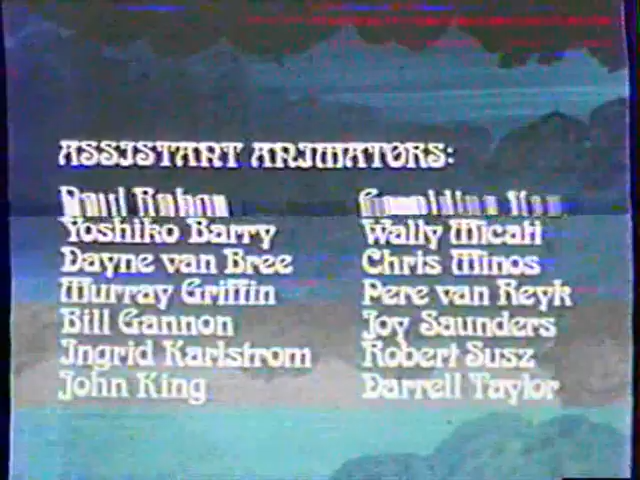 ASSISTANT ANIMATORS:
Paul
Yoshiko Barry
Dayne van Bree
Murray Griffin
Bill Gannon
Ingrid Karlstrom
John King
Wally Micati
Chris Minos
Pere van Reyk
Joy Saunders
Robert Susz
Darrell Taylor